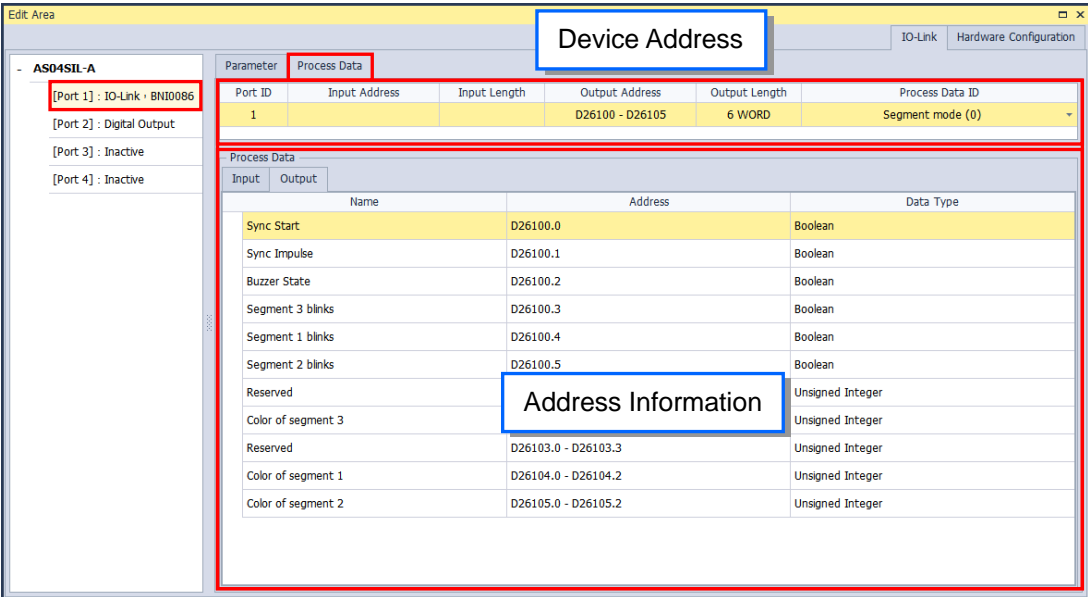 Edit Area
Device Address
IO-Link Hardware Configuration
- AS04SIL-A
[Port 1] : IO-Link , BNI0086
[Port 2] : Digital Output
[Port 3] : Inactive
[Port 4] : Inactive
Parameter Process Data
Port ID Input Address Input Length Output Address Output Length Process Data ID
1 D26100 - D26105 6 WORD Segment mode (0)
Process Data
Input Output
Name Address Data Type
Sync Start D26100.0 Boolean
Sync Impulse D26100.1 Boolean
Buzzer State D26100.2 Boolean
Segment 3 blinks D26100.3 Boolean
Segment 1 blinks D26100.4 Boolean
Segment 2 blinks D26100.5 Boolean
Reserved Unsigned Integer
Address Information
Color of segment 3 Unsigned Integer
Reserved D26103.0 - D26103.3 Unsigned Integer
Color of segment 1 D26104.0 - D26104.2 Unsigned Integer
Color of segment 2 D26105.0 - D26105.2 Unsigned Integer